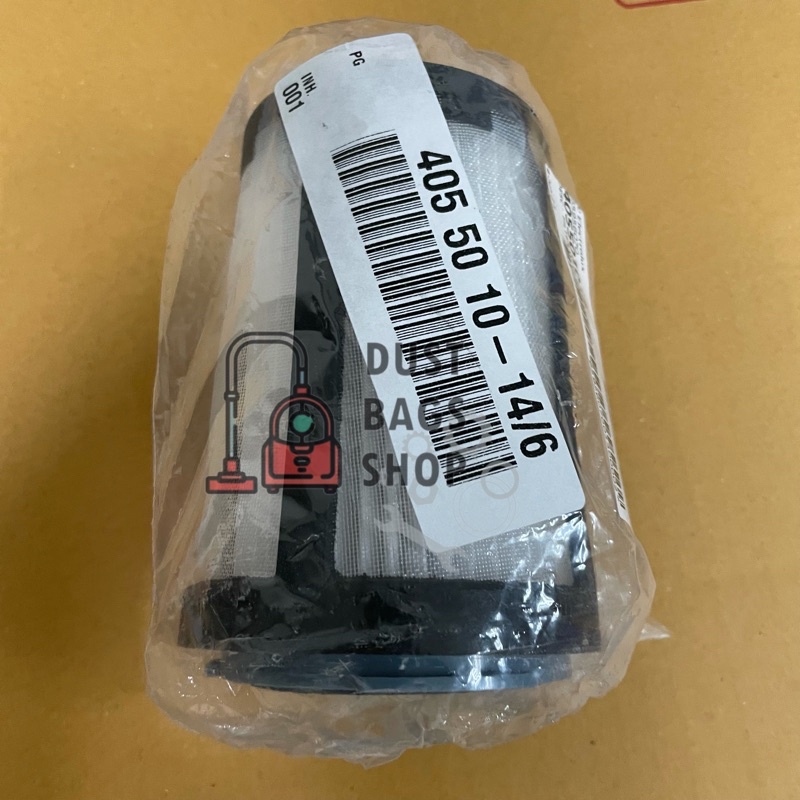 PG
INH.
001
405 50 10-14/6
DUST
BAGS
SHOP